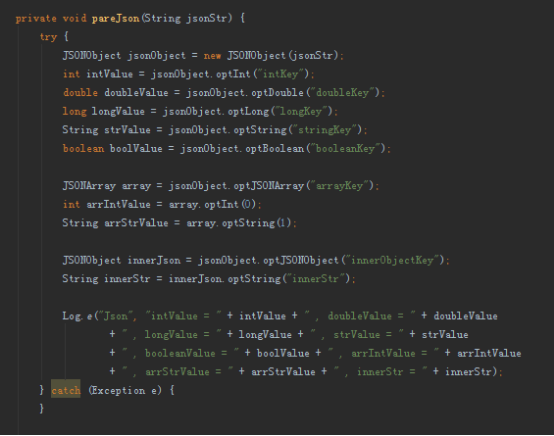 private void pareJson(String jsonStr) {
try {
JSONObject jsonObject = new JSONObject(jsonStr);
int intValue = jsonObject.optInt("intKey");
double doubleValue = jsonObject.optDouble("doubleKey");
long longValue = jsonObject.optLong("longKey");
String strValue = jsonObject.optString("stringKey");
boolean boolValue = jsonObject.optBoolean("booleanKey");
JSONArray array = jsonObject.optJSONArray("arrayKey");
int arrIntValue = array.optInt(0);
String arrStrValue = array.optString(1);
JSONObject innerJson = jsonObject.optJSONObject("innerObjectKey");
String innerStr = innerJson.optString("innerStr");
Log.e("Json", "intValue = " + intValue + " , doubleValue = " + doubleValue
+ " , longValue = " + longValue + " , strValue = " + strValue
+ " , booleanValue = " + boolValue + " , arrIntValue = " + arrIntValue
+ " , arrStrValue = " + arrStrValue + " , innerStr = " + innerStr);
} catch (Exception e) {
}